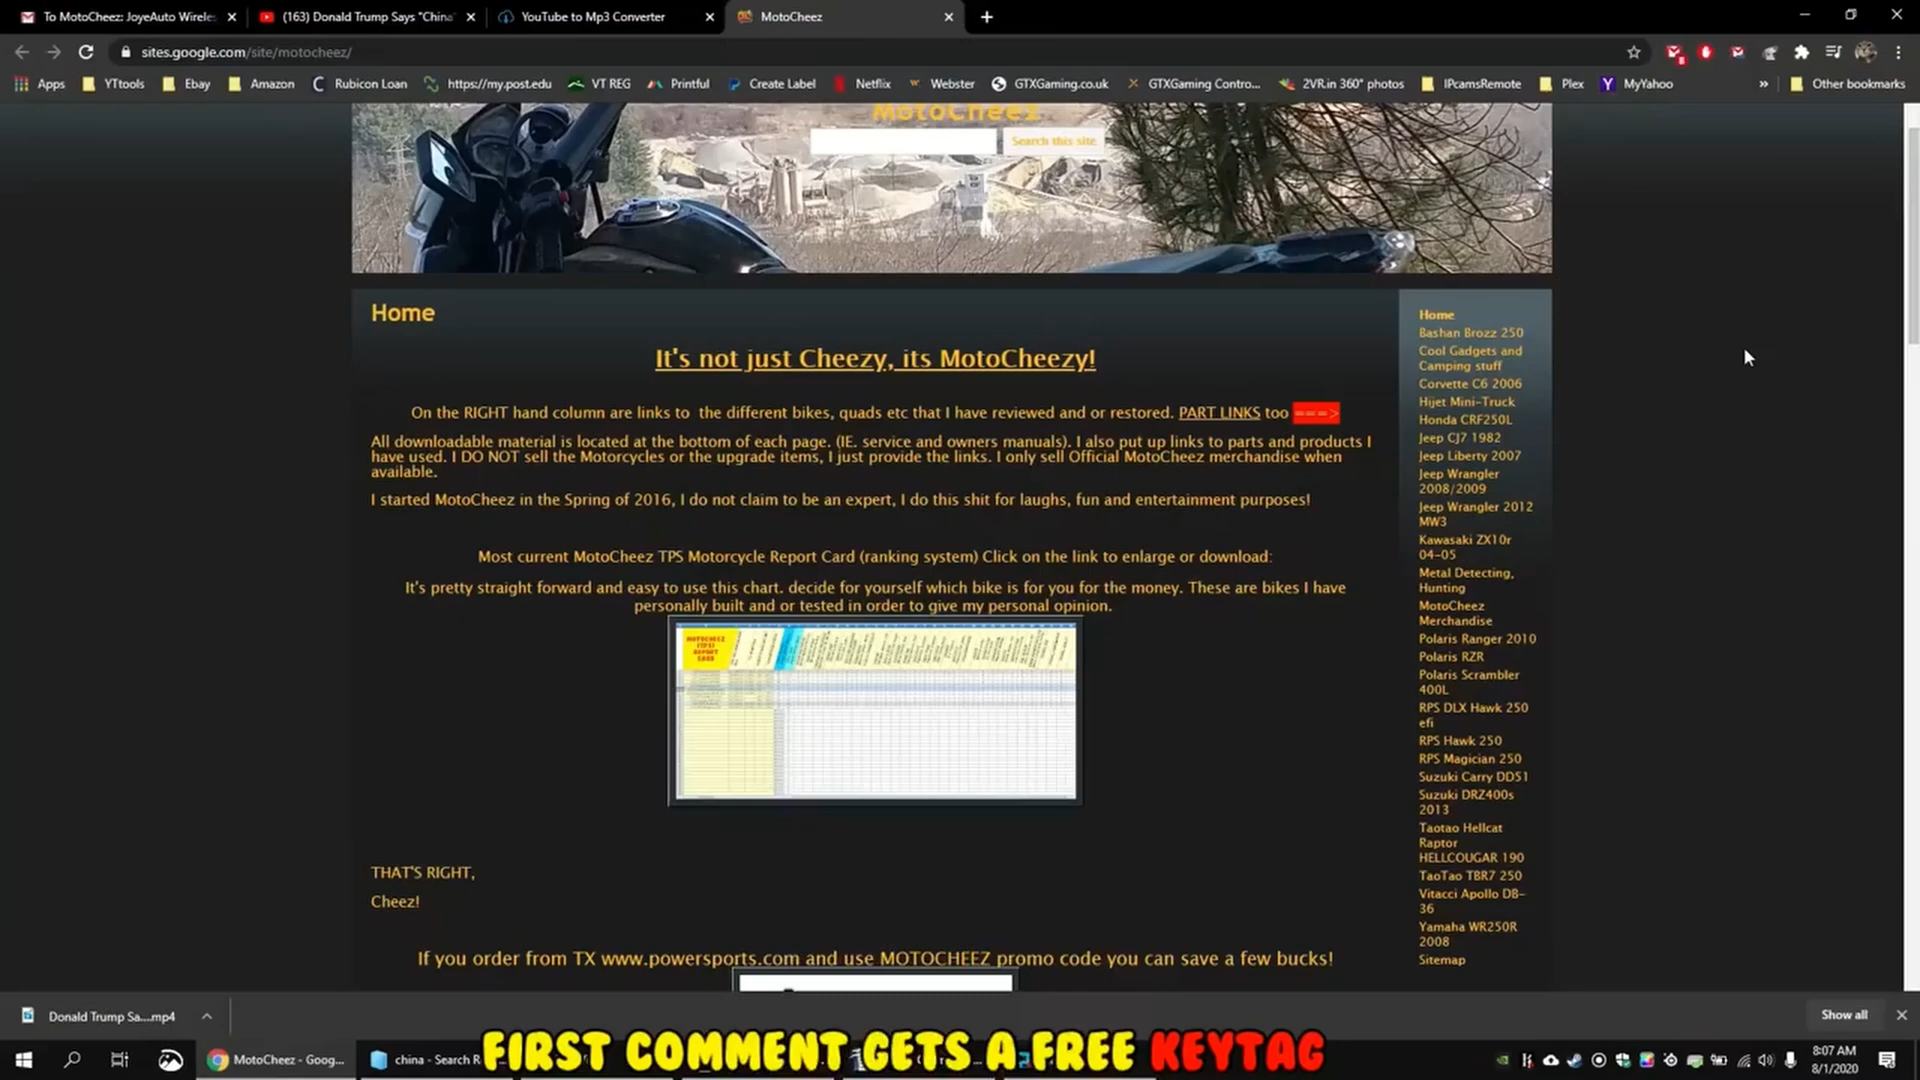 To MotoCheez: JoyeAuto Wirele
(163) Donald Trump Says "China"
YouTube to Mp3 Converter
MotoCheez
sites.google.com/site/motocheez/
Apps
YTtools
Ebay
Amazon
Rubicon Loan
https://my.post.edu
VT REG
Printful
Create Label
Netflix
Webster
GTXGaming.co.uk
GTXGaming Contro...
2VR.in 360° photos
IPcamsRemote
Plex
MyYahoo
»
Other bookmarks
MotoCheez
Search this site
Home
It's not just Cheezy, its MotoCheezy!
On the RIGHT hand column are links to the different bikes, quads etc that I have reviewed and or restored. PART LINKS too ===>
All downloadable material is located at the bottom of each page. (IE. service and owners manuals). I also put up links to parts and products I
have used. I DO NOT sell the Motorcycles or the upgrade items, I just provide the links. I only sell Official MotoCheez merchandise when
available.
I started MotoCheez in the Spring of 2016, I do not claim to be an expert, I do this shit for laughs, fun and entertainment purposes!
Most current MotoCheez TPS Motorcycle Report Card (ranking system) Click on the link to enlarge or download:
It's pretty straight forward and easy to use this chart. decide for yourself which bike is for you for the money. These are bikes I have
personally built and or tested in order to give my personal opinion.
MOTOCHEEZ
(TPS)
REPORT
CARD
THAT'S RIGHT,
Cheez!
If you order from TX www.powersports.com and use MOTOCHEEZ promo code you can save a few bucks!
Home
Bashan Brozz 250
Cool Gadgets and
Camping stuff
Corvette C6 2006
Hijet Mini-Truck
Honda CRF250L
Jeep CJ7 1982
Jeep Liberty 2007
Jeep Wrangler
2008/2009
Jeep Wrangler 2012
MW3
Kawasaki ZX10r
04-05
Metal Detecting,
Hunting
MotoCheez
Merchandise
Polaris Ranger 2010
Polaris RZR
Polaris Scrambler
400L
RPS DLX Hawk 250
efi
RPS Hawk 250
RPS Magician 250
Suzuki Carry DD51
Suzuki DRZ400s
2013
Taotao Hellcat
Raptor
HELLCOUGAR 190
TaoTao TBR7 250
Vitacci Apollo DB-
36
Yamaha WR250R
2008
Sitemap
Donald Trump Sa....mp4
Show all
FIRST COMMENT GETS A FREE KEYTAG
MotoCheez - Goog...
china - Search R
8:07 AM
8/1/2020